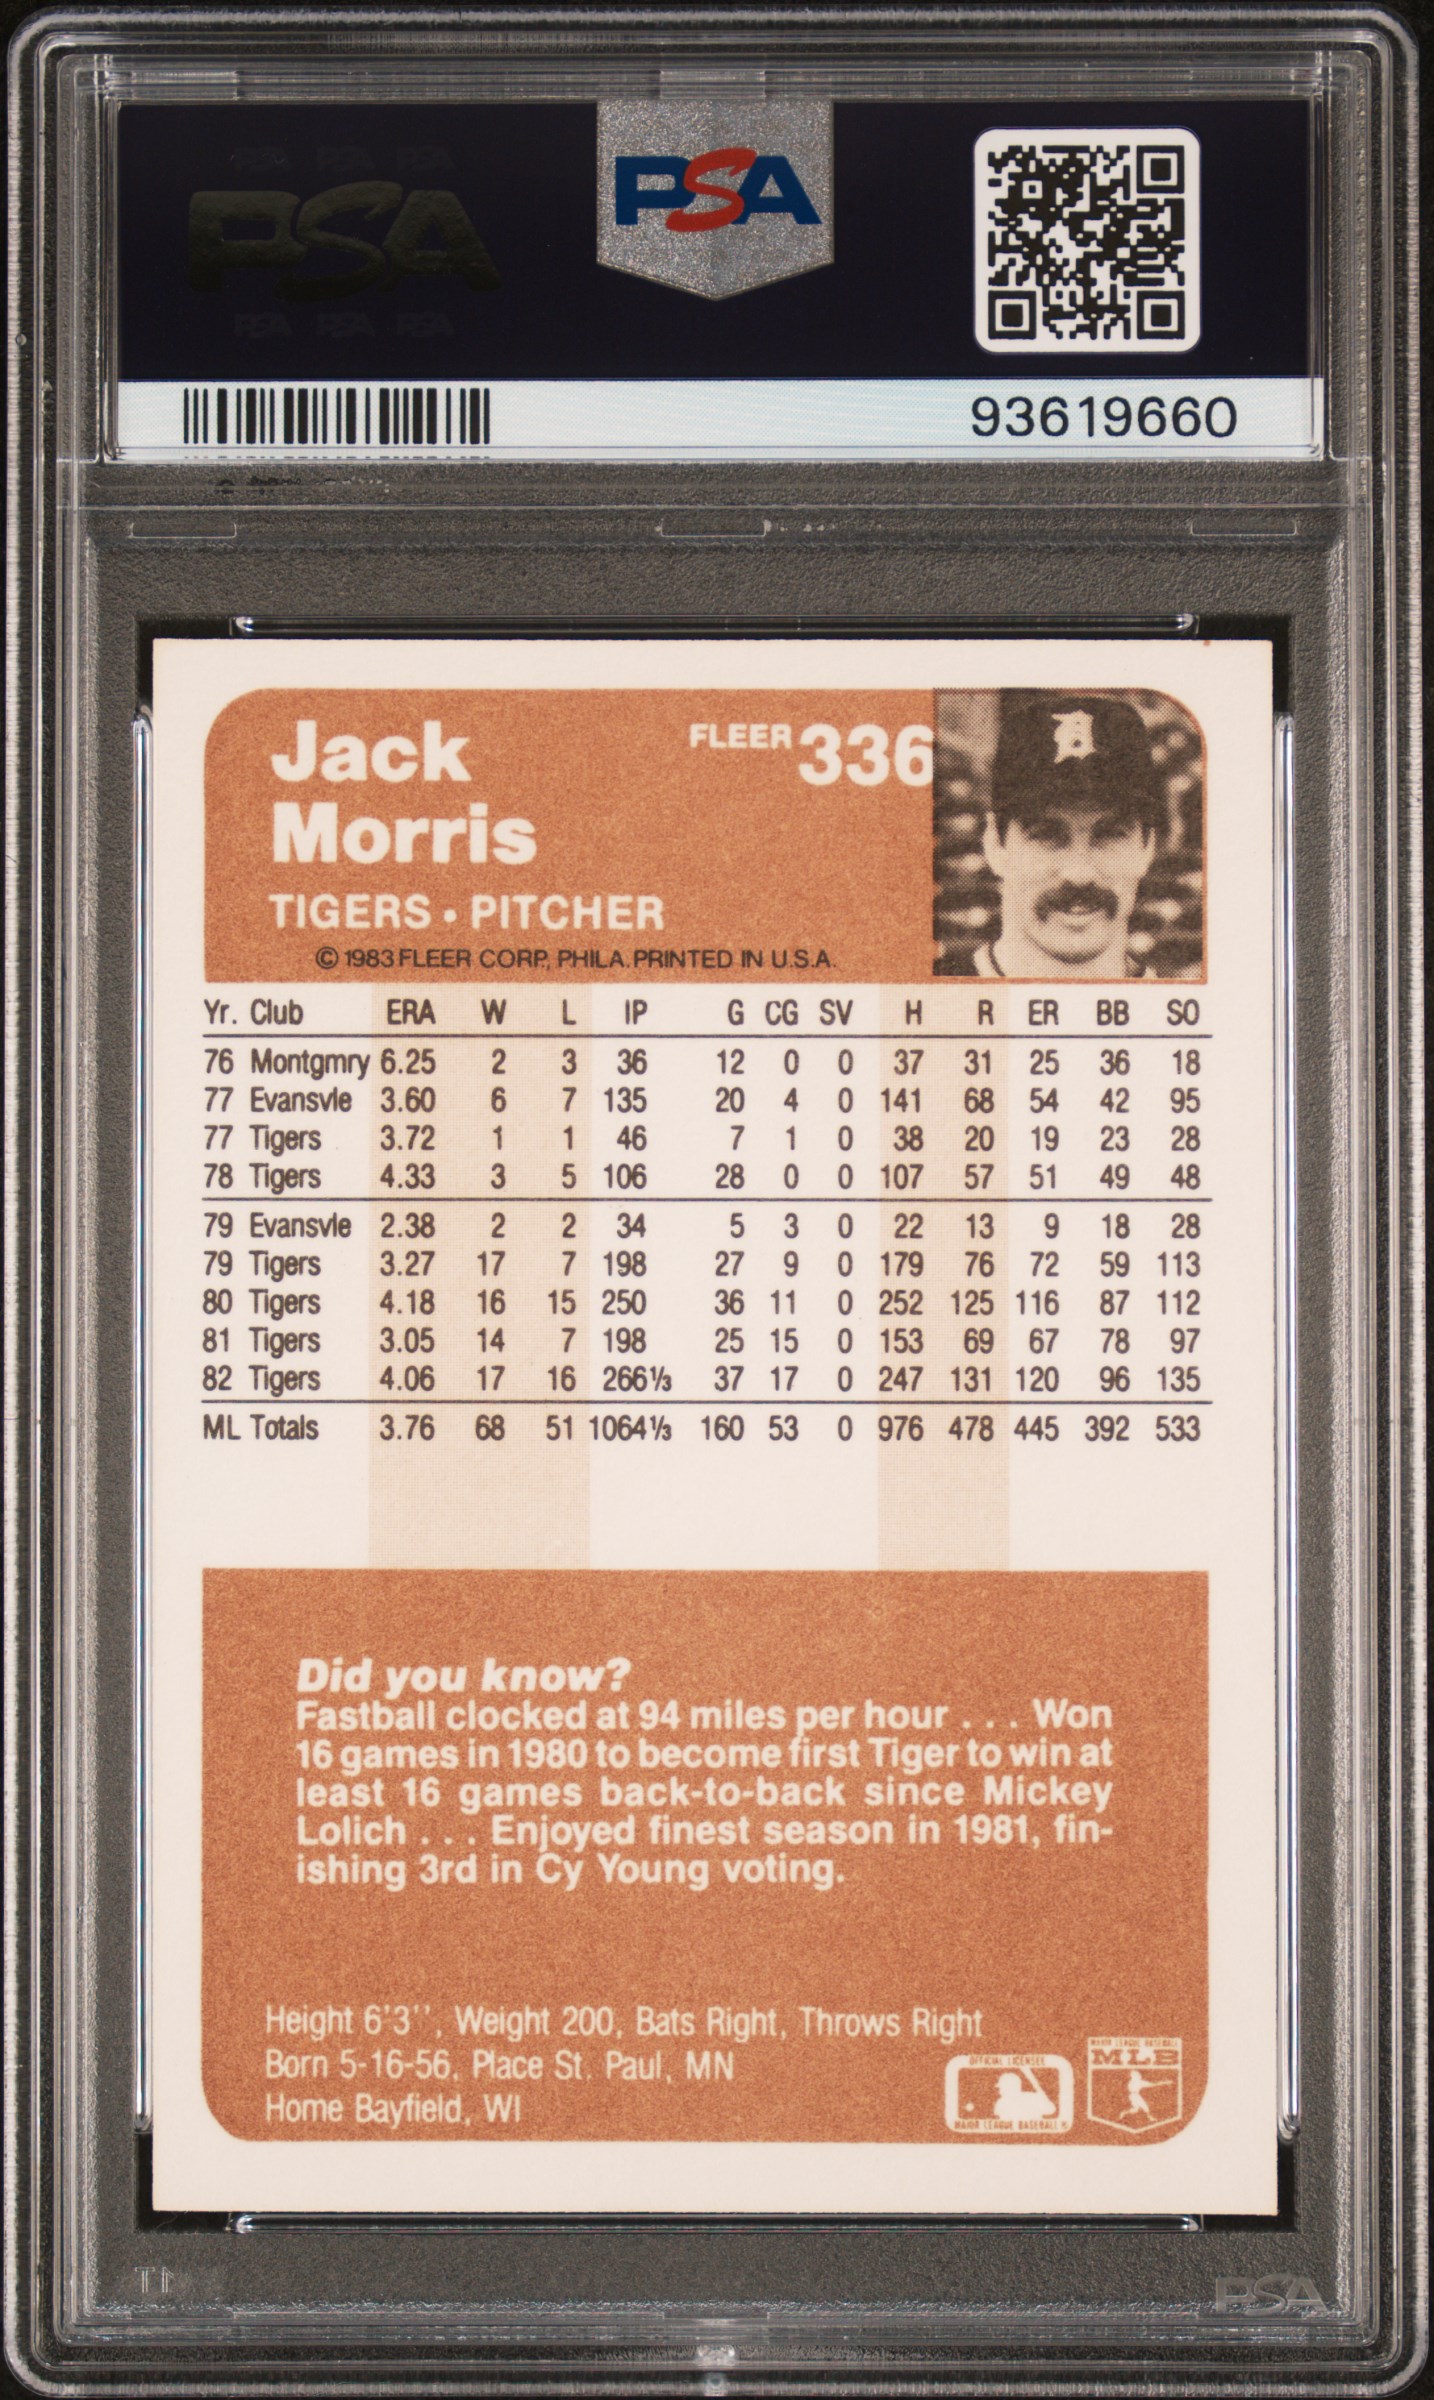 PSA
PSA
93619660
Jack
Morris
FLEER 336
TIGERS • PITCHER
© 1983 FLEER CORP., PHILA. PRINTED IN U.S.A.
Yr. Club ERA W L IP G CG SV H R ER BB SO
76 Montgmry 6.25 2 3 36 12 0 0 37 31 25 36 18
77 Evansvle 3.60 6 7 135 20 4 0 141 68 54 42 95
77 Tigers 3.72 1 1 46 7 1 0 38 20 19 23 28
78 Tigers 4.33 3 5 106 28 0 0 107 57 51 49 48
79 Evansvle 2.38 2 2 34 5 3 0 22 13 9 18 28
79 Tigers 3.27 17 7 198 27 9 0 179 76 72 59 113
80 Tigers 4.18 16 15 250 36 11 0 252 125 116 87 112
81 Tigers 3.05 14 7 198 25 15 0 153 69 67 78 97
82 Tigers 4.06 17 16 266⅓ 37 17 0 247 131 120 96 135
ML Totals 3.76 68 51 1064⅓ 160 53 0 976 478 445 392 533
Did you know?
Fastball clocked at 94 miles per hour . . . Won
16 games in 1980 to become first Tiger to win at
least 16 games back-to-back since Mickey
Lolich . . . Enjoyed finest season in 1981, fin-
ishing 3rd in Cy Young voting.
Height 6'3'', Weight 200, Bats Right, Throws Right
Born 5-16-56, Place St. Paul, MN
Home Bayfield, WI
OFFICIAL LICENSEE
MAJOR LEAGUE BASEBALL ®
MAJOR LEAGUE BASEBALL
MLB
PSA